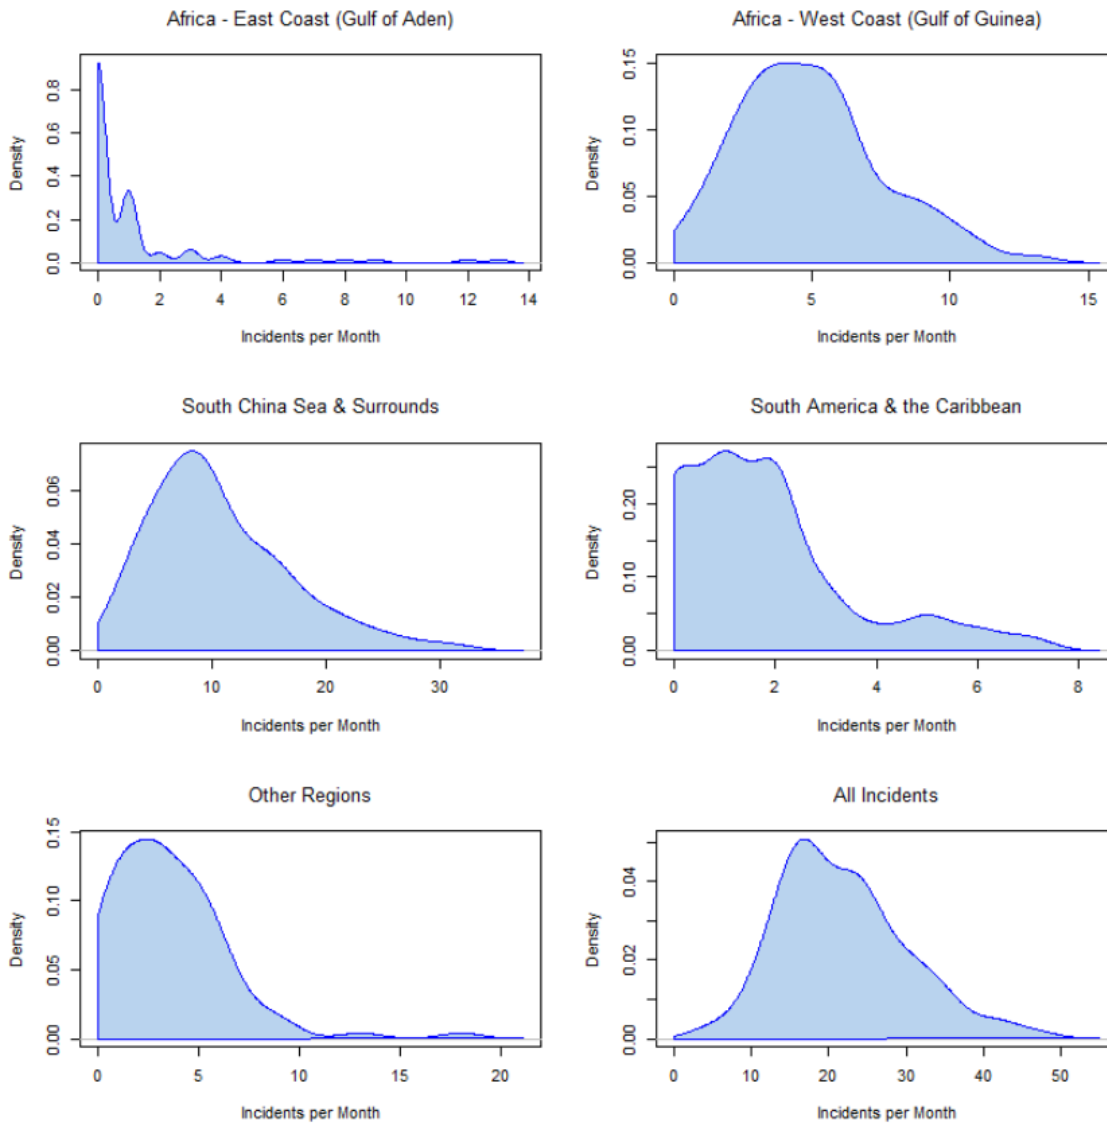 Africa - East Coast (Gulf of Aden)
Density
0.0 0.2 0.4 0.6 0.8
0 2 4 6 8 10 12 14
Incidents per Month
Africa - West Coast (Gulf of Guinea)
Density
0.00 0.05 0.10 0.15
0 5 10 15
Incidents per Month
South China Sea & Surrounds
Density
0.00 0.02 0.04 0.06
0 10 20 30
Incidents per Month
South America & the Caribbean
Density
0.00 0.10 0.20
0 2 4 6 8
Incidents per Month
Other Regions
Density
0.00 0.05 0.10 0.15
0 5 10 15 20
Incidents per Month
All Incidents
Density
0.00 0.02 0.04
0 10 20 30 40 50
Incidents per Month